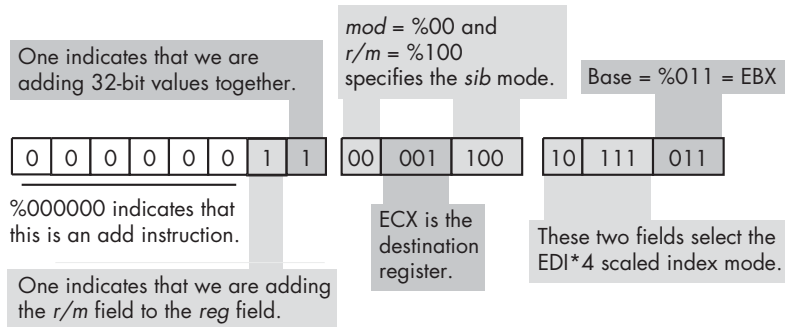 One indicates that we are
adding 32-bit values together.
mod = %00 and
r/m = %100
specifies the sib mode.
Base = %011 = EBX
0 0 0 0 0 0 1 1 00 001 100 10 111 011
%000000 indicates that
this is an add instruction.
ECX is the
destination
register.
These two fields select the
EDI*4 scaled index mode.
One indicates that we are adding
the r/m field to the reg field.